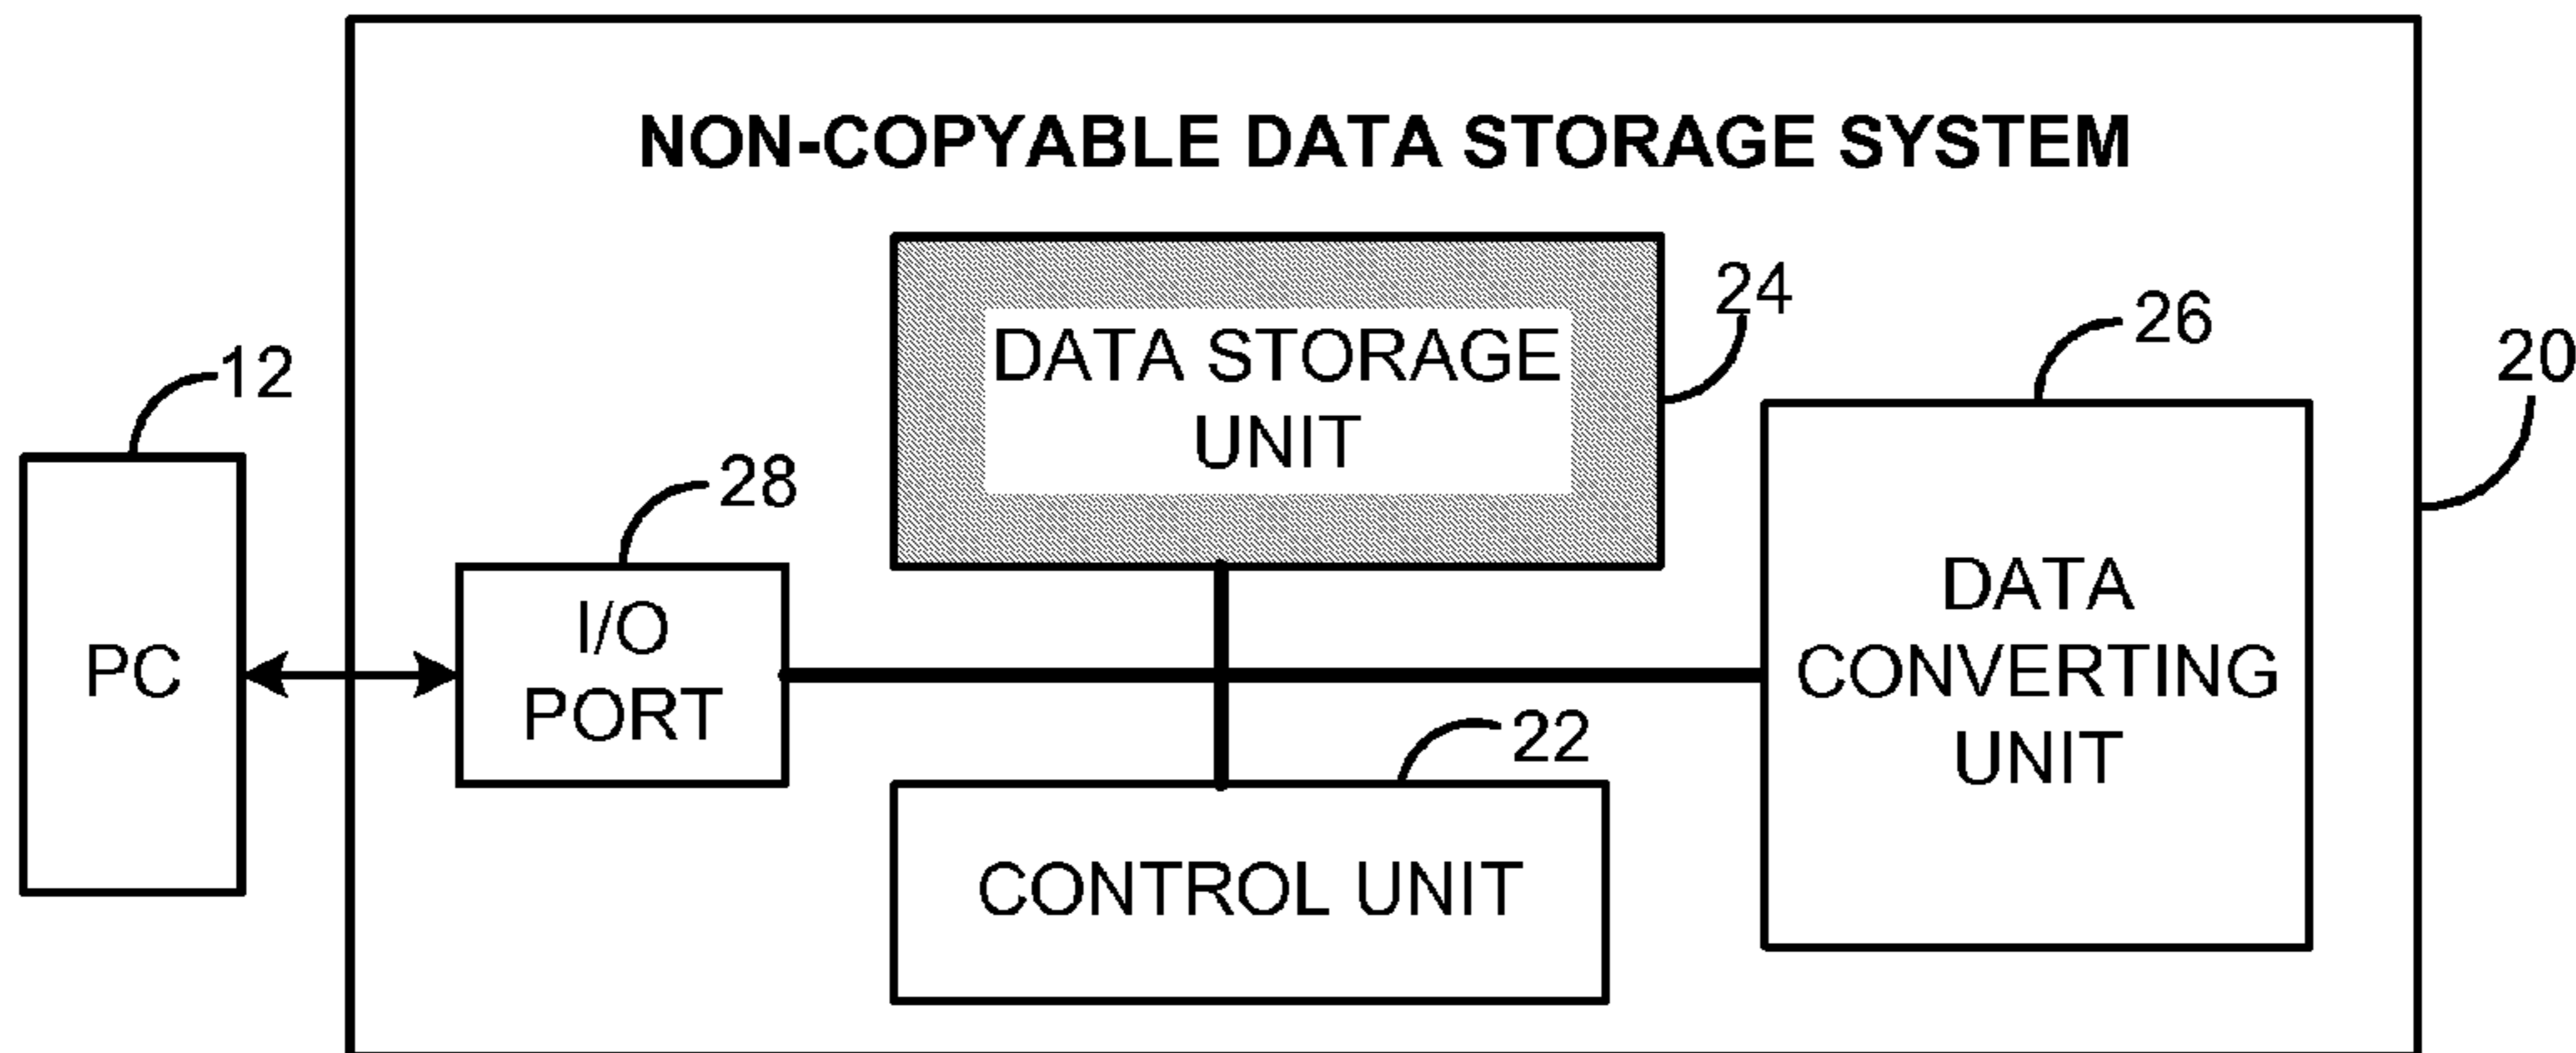 NON-COPYABLE DATA STORAGE SYSTEM
24
DATA STORAGE
UNIT
26
20
12
28
I/O
PORT
PC
DATA
CONVERTING
UNIT
22
CONTROL UNIT